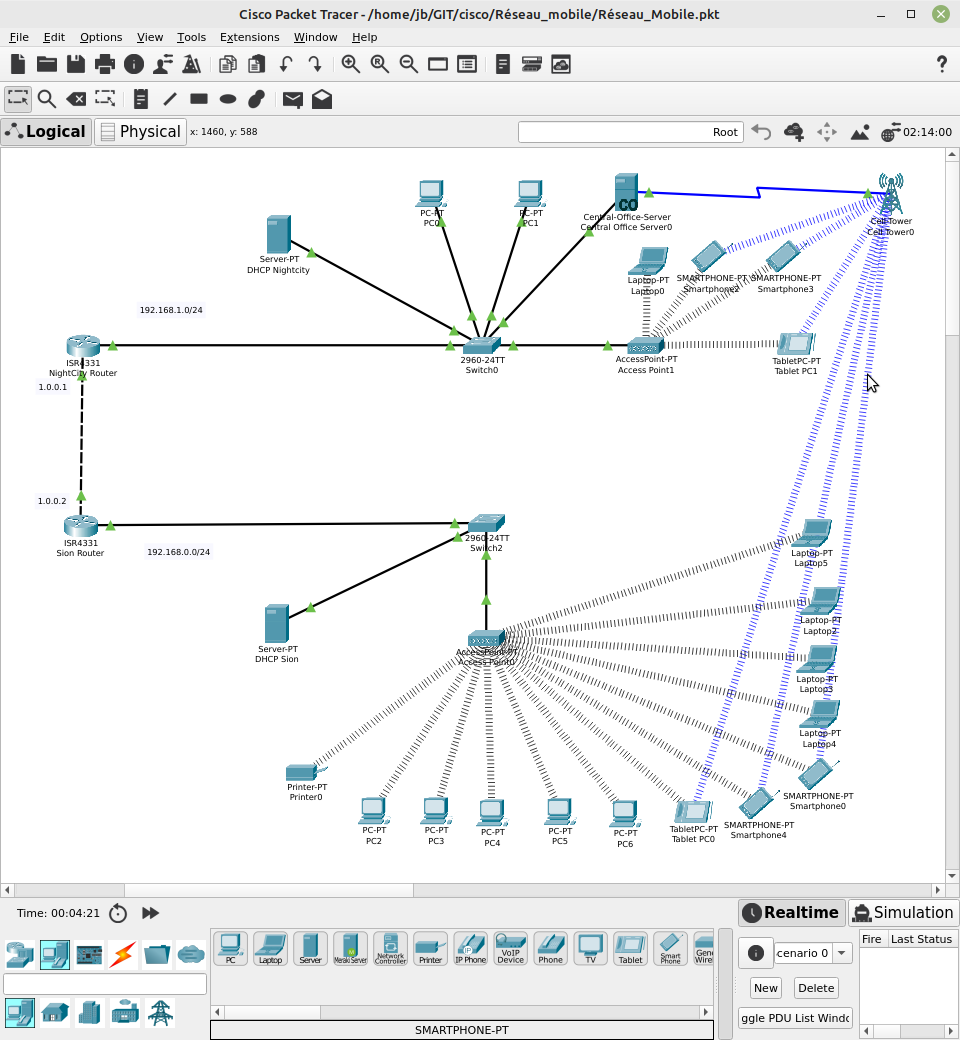 Cisco Packet Tracer - /home/jb/GIT/cisco/Réseau_mobile/Réseau_Mobile.pkt
File Edit Options View Tools Extensions Window Help
Logical Physical x: 1460, y: 588 Root 02:14:00
PC-PT
PC0
PC-PT
PC1
CO
Central-Office-Server
Central Office Server0
Cell-Tower
Cell Tower0
Server-PT
DHCP Nightcity
Laptop-PT
Laptop0
SMARTPHONE-PT
Smartphone2
SMARTPHONE-PT
Smartphone3
192.168.1.0/24
ISR4331
NightCity Router
2960-24TT
Switch0
AccessPoint-PT
Access Point1
TabletPC-PT
Tablet PC1
1.0.0.1
1.0.0.2
ISR4331
Sion Router
192.168.0.0/24
2960-24TT
Switch2
Laptop-PT
Laptop5
Laptop-PT
Laptop2
Server-PT
DHCP Sion
AccessPoint-PT
Access Point0
Laptop-PT
Laptop3
Laptop-PT
Laptop4
Printer-PT
Printer0
SMARTPHONE-PT
Smartphone0
PC-PT
PC2
PC-PT
PC3
PC-PT
PC4
PC-PT
PC5
PC-PT
PC6
TabletPC-PT
Tablet PC0
SMARTPHONE-PT
Smartphone4
Time: 00:04:21
Realtime Simulation
PC
Laptop
Server
Meraki Server
Network Controller
Printer
IP Phone
VoIP Device
Phone
TV
Tablet
Smart Phone
Gene
Wire
cenario 0
New Delete
ggle PDU List Windo
Fire Last Status
SMARTPHONE-PT